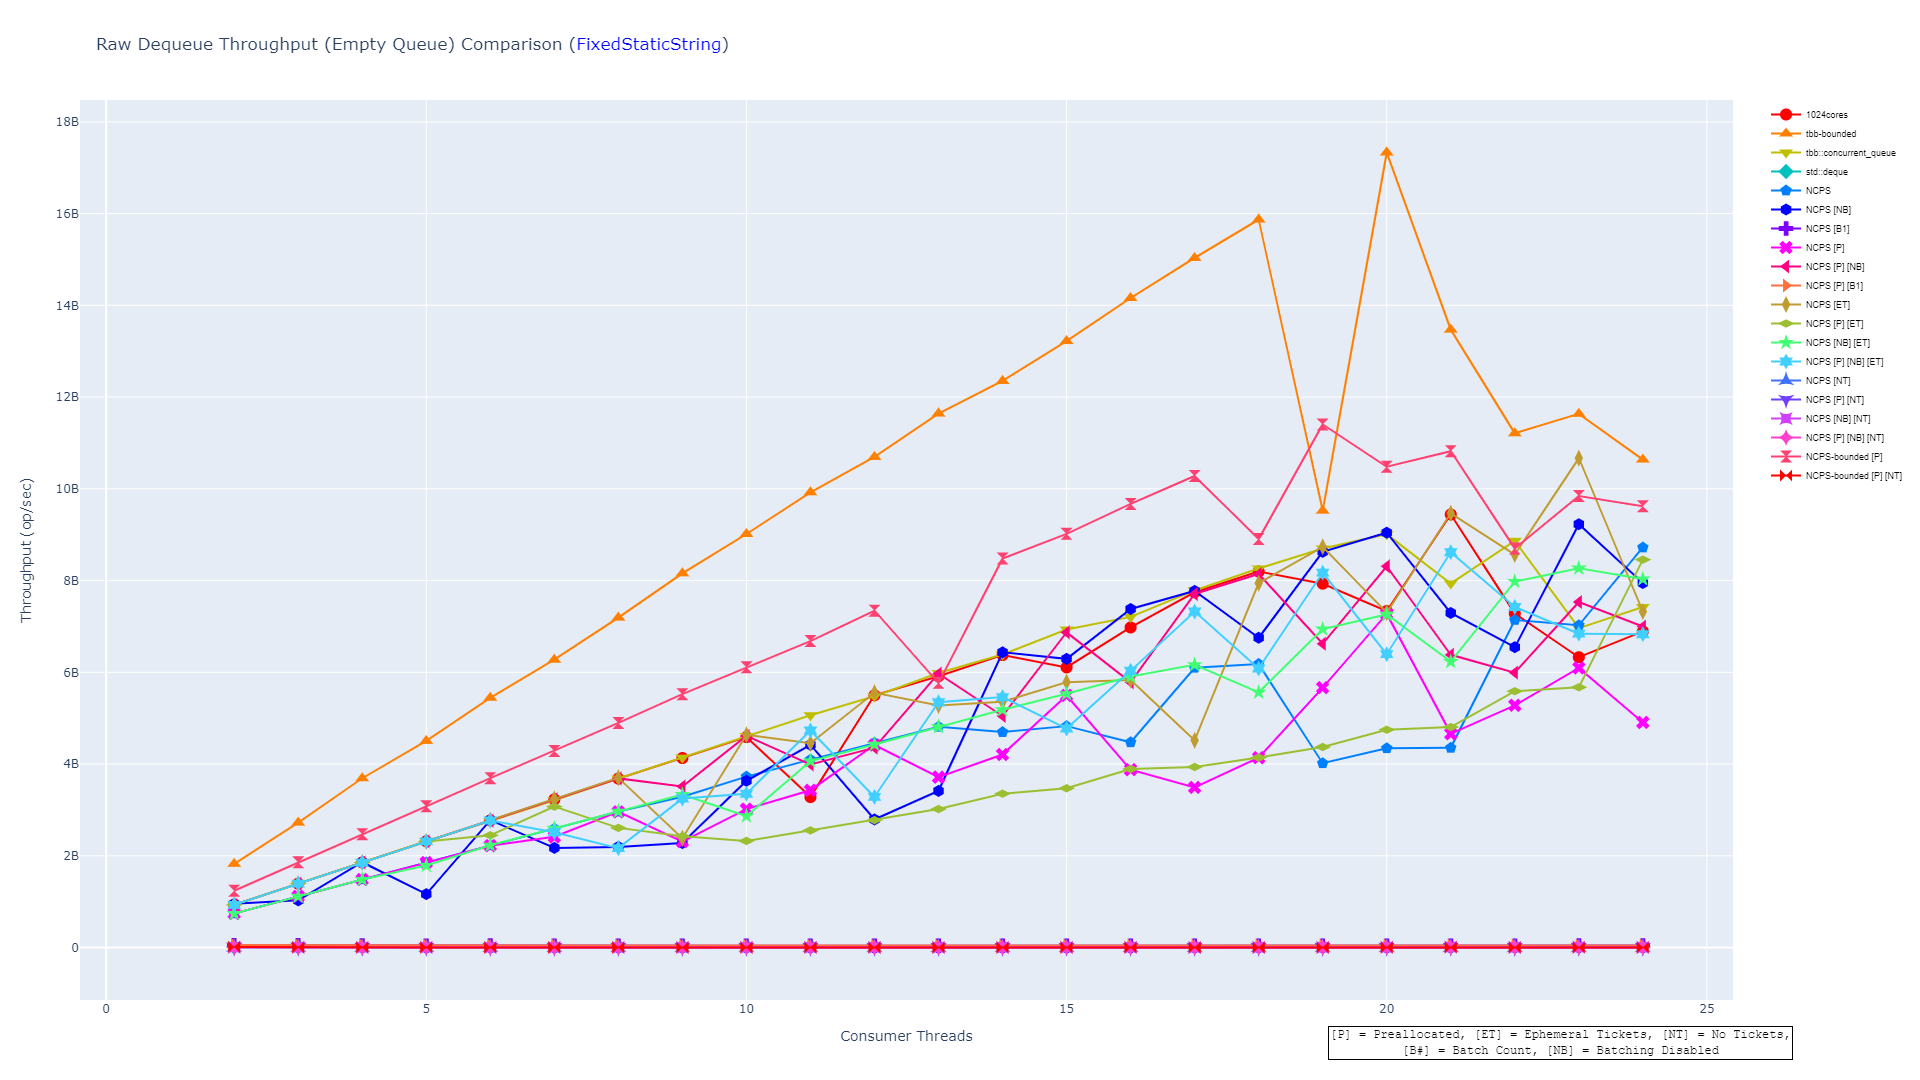 Raw Dequeue Throughput (Empty Queue) Comparison (FixedStaticString)
18B
16B
14B
12B
10B
8B
6B
4B
2B
0
Throughput (op/sec)
0
5
10
15
20
25
Consumer Threads
1024cores
tbb-bounded
tbb::concurrent_queue
std::deque
NCPS
NCPS [NB]
NCPS [B1]
NCPS [P]
NCPS [P] [NB]
NCPS [P] [B1]
NCPS [ET]
NCPS [P] [ET]
NCPS [NB] [ET]
NCPS [P] [NB] [ET]
NCPS [NT]
NCPS [P] [NT]
NCPS [NB] [NT]
NCPS [P] [NB] [NT]
NCPS-bounded [P]
NCPS-bounded [P] [NT]
[P] = Preallocated, [ET] = Ephemeral Tickets, [NT] = No Tickets,
[B#] = Batch Count, [NB] = Batching Disabled